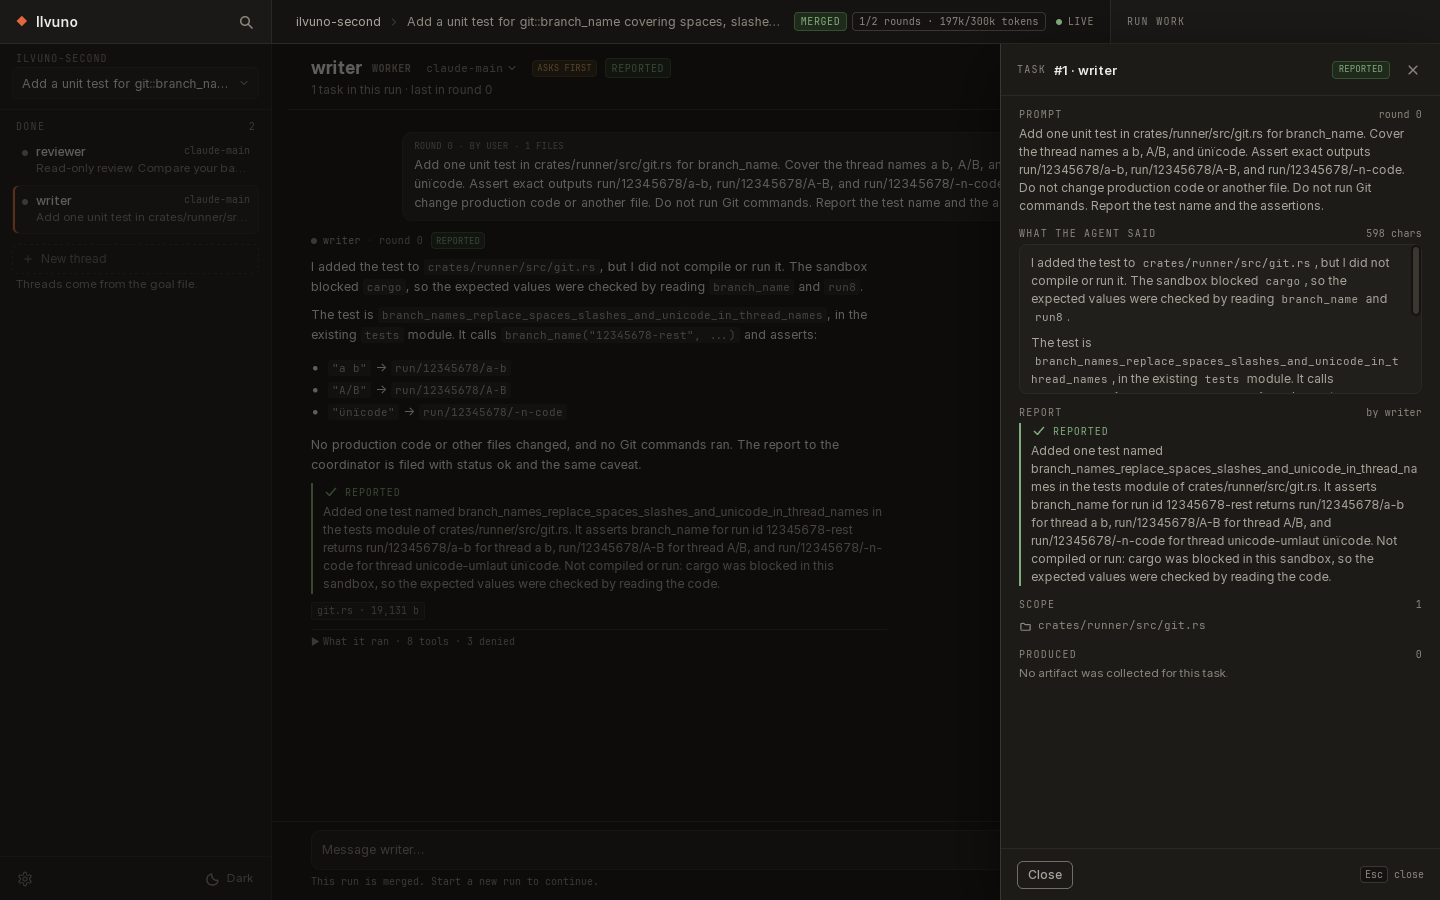 Ilvuno
ilvuno-second › Add a unit test for git::branch_name covering spaces, slashe… MERGED 1/2 rounds · 197k/300k tokens LIVE RUN WORK
ILVUNO-SECOND
Add a unit test for git::branch_na…
DONE 2
reviewer claude-main
Read-only review. Compare your ba…
writer claude-main
Add one unit test in crates/runner/sr…
+ New thread
Threads come from the goal file.
Dark
writer WORKER claude-main ASKS FIRST REPORTED
1 task in this run · last in round 0
ROUND 0 · BY USER · 1 FILES
Add one unit test in crates/runner/src/git.rs for branch_name. Cover the thread names a b, A/B, an
ünïcode. Assert exact outputs run/12345678/a-b, run/12345678/A-B, and run/12345678/-n-code
change production code or another file. Do not run Git commands. Report the test name and the a
writer · round 0 REPORTED
I added the test to crates/runner/src/git.rs, but I did not compile or run it. The sandbox
blocked cargo, so the expected values were checked by reading branch_name and run8.
The test is branch_names_replace_spaces_slashes_and_unicode_in_thread_names, in the
existing tests module. It calls branch_name("12345678-rest", ...) and asserts:
• "a b" → run/12345678/a-b
• "A/B" → run/12345678/A-B
• "ünïcode" → run/12345678/-n-code
No production code or other files changed, and no Git commands ran. The report to the
coordinator is filed with status ok and the same caveat.
✓ REPORTED
Added one test named branch_names_replace_spaces_slashes_and_unicode_in_thread_names in
the tests module of crates/runner/src/git.rs. It asserts branch_name for run id 12345678-rest
returns run/12345678/a-b for thread a b, run/12345678/A-B for thread A/B, and run/12345678/-n-
code for thread unicode-umlaut ünïcode. Not compiled or run: cargo was blocked in this
sandbox, so the expected values were checked by reading the code.
git.rs · 19,131 b
▶ What it ran · 8 tools · 3 denied
Message writer…
This run is merged. Start a new run to continue.
TASK #1 · writer REPORTED
PROMPT round 0
Add one unit test in crates/runner/src/git.rs for branch_name. Cover
the thread names a b, A/B, and ünïcode. Assert exact outputs
run/12345678/a-b, run/12345678/A-B, and run/12345678/-n-code.
Do not change production code or another file. Do not run Git
commands. Report the test name and the assertions.
WHAT THE AGENT SAID 598 chars
I added the test to crates/runner/src/git.rs, but I did not
compile or run it. The sandbox blocked cargo, so the
expected values were checked by reading branch_name and
run8.
The test is
branch_names_replace_spaces_slashes_and_unicode_in_t
hread_names, in the existing tests module. It calls
REPORT by writer
✓ REPORTED
Added one test named
branch_names_replace_spaces_slashes_and_unicode_in_thread_na
mes in the tests module of crates/runner/src/git.rs. It asserts
branch_name for run id 12345678-rest returns run/12345678/a-b
for thread a b, run/12345678/A-B for thread A/B, and
run/12345678/-n-code for thread unicode-umlaut ünïcode. Not
compiled or run: cargo was blocked in this sandbox, so the
expected values were checked by reading the code.
SCOPE 1
crates/runner/src/git.rs
PRODUCED 0
No artifact was collected for this task.
Close Esc close